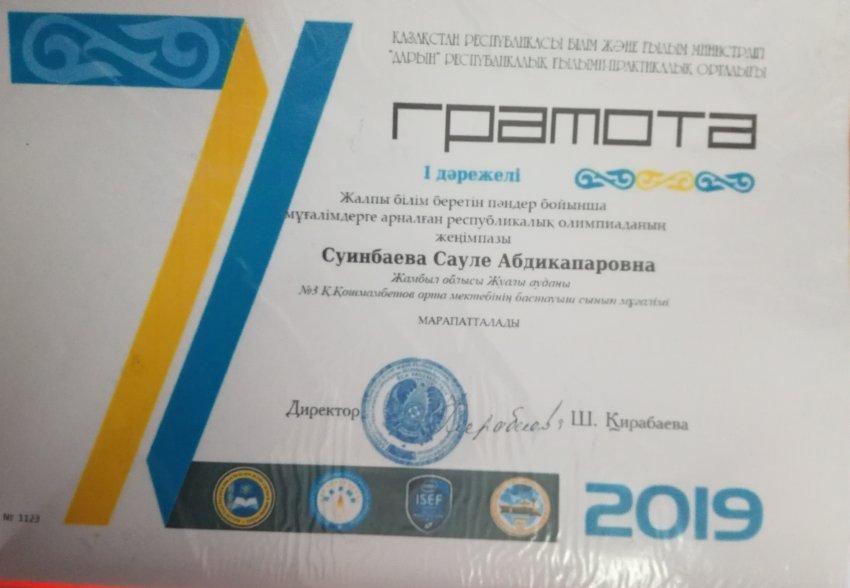 ҚАЗАҚСТАН РЕСПУБЛИКАСЫ БІЛІМ ЖӘНЕ ҒЫЛЫМ МИНИСТРЛІГІ
"ДАРЫН" РЕСПУБЛИКАЛЫҚ ҒЫЛЫМИ-ПРАКТИКАЛЫҚ ОРТАЛЫҒЫ
грамота
І дәрежелі
Жалпы білім беретін пәндер бойынша
мұғалімдерге арналған республикалық олимпиаданың
жеңімпазы
Суинбаева Сауле Абдикапаровна
Жамбыл облысы Жуалы ауданы
№3 Қ.Қошмамбетов орта мектебінің бастауыш сынып мұғалімі
МАРАПАТТАЛАДЫ
Директор Ш. Қирабаева
ISEF
2019
№ 1123